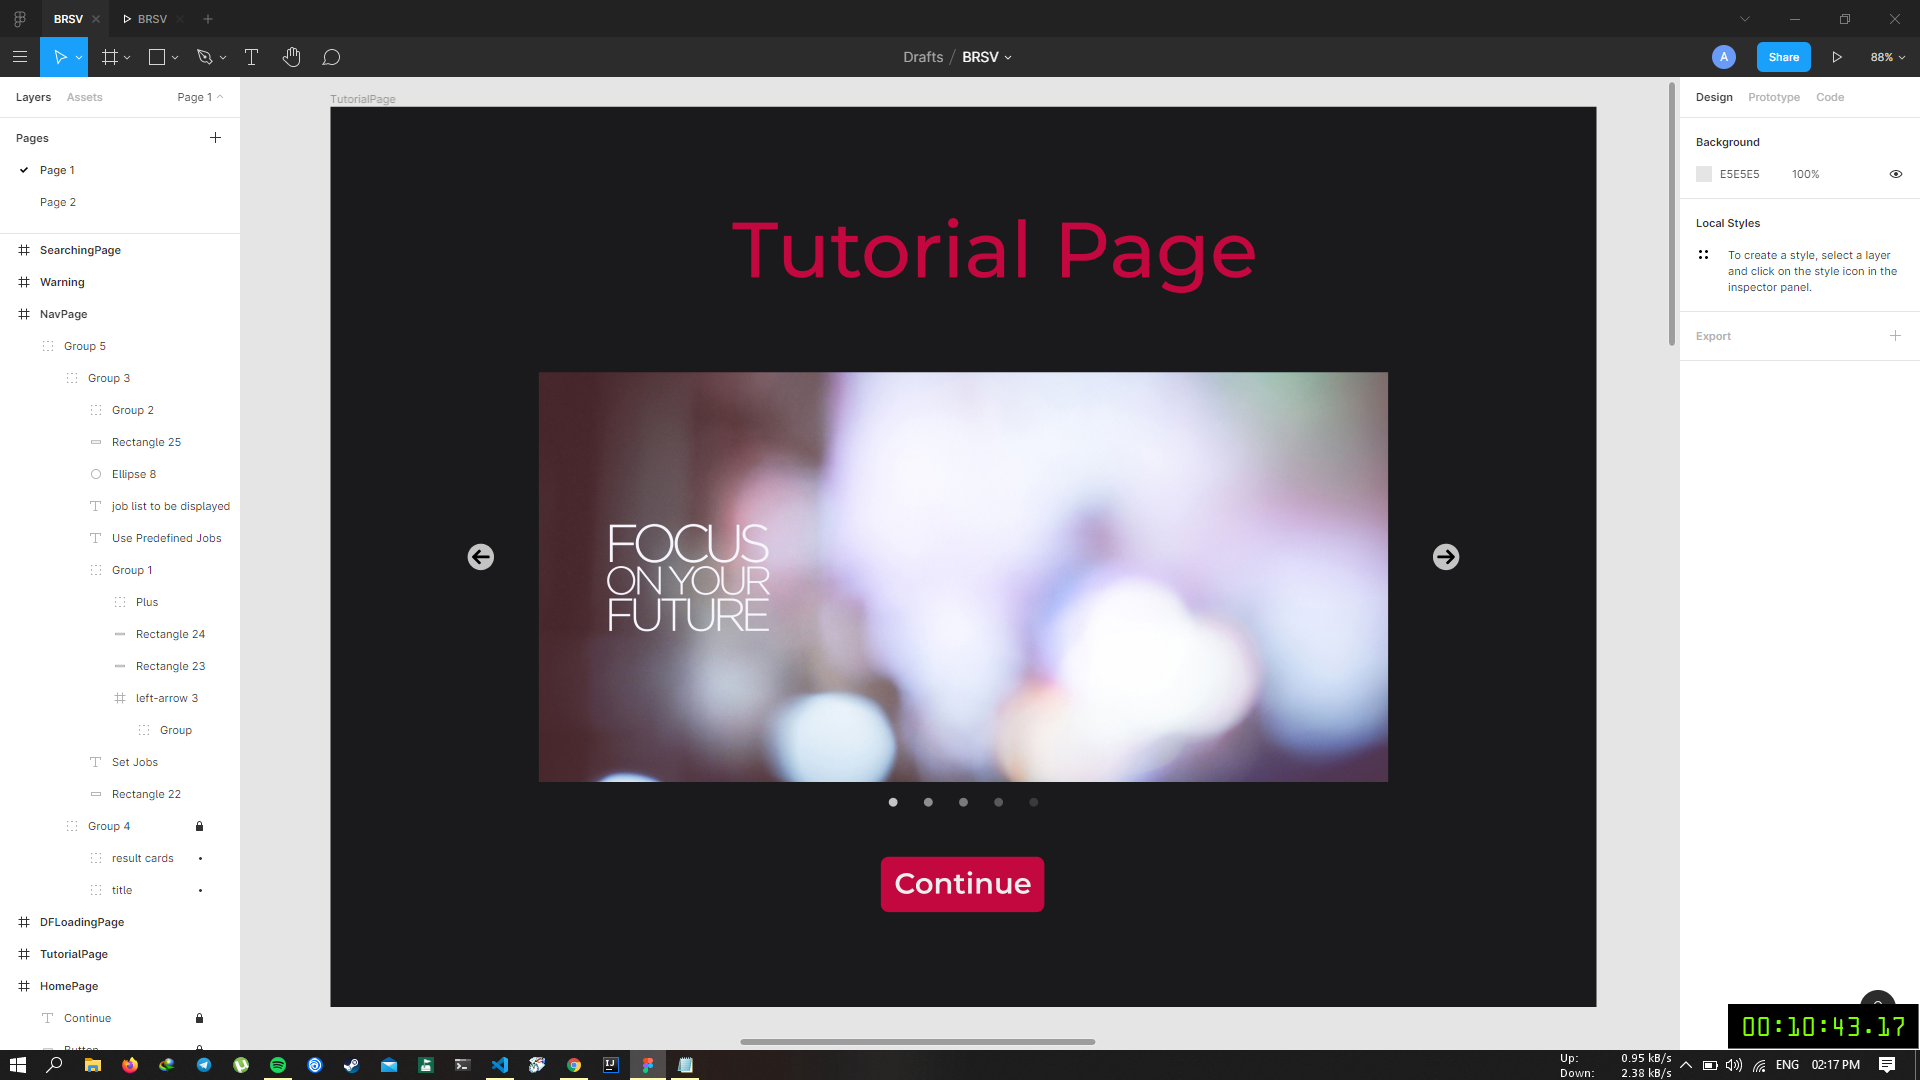 BRSV
BRSV
Drafts / BRSV
A
Share
88%
Layers
Assets
Page 1
Pages
Page 1
Page 2
SearchingPage
Warning
NavPage
Group 5
Group 3
Group 2
Rectangle 25
Ellipse 8
job list to be displayed
Use Predefined Jobs
Group 1
Plus
Rectangle 24
Rectangle 23
left-arrow 3
Group
Set Jobs
Rectangle 22
Group 4
result cards
title
DFLoadingPage
TutorialPage
HomePage
Continue
TutorialPage
Tutorial Page
FOCUS
ON YOUR
FUTURE
Continue
Design
Prototype
Code
Background
E5E5E5
100%
Local Styles
To create a style, select a layer
and click on the style icon in the
inspector panel.
Export
00:10:43.17
Up: 0.95 kB/s
Down: 2.38 kB/s
ENG
02:17 PM